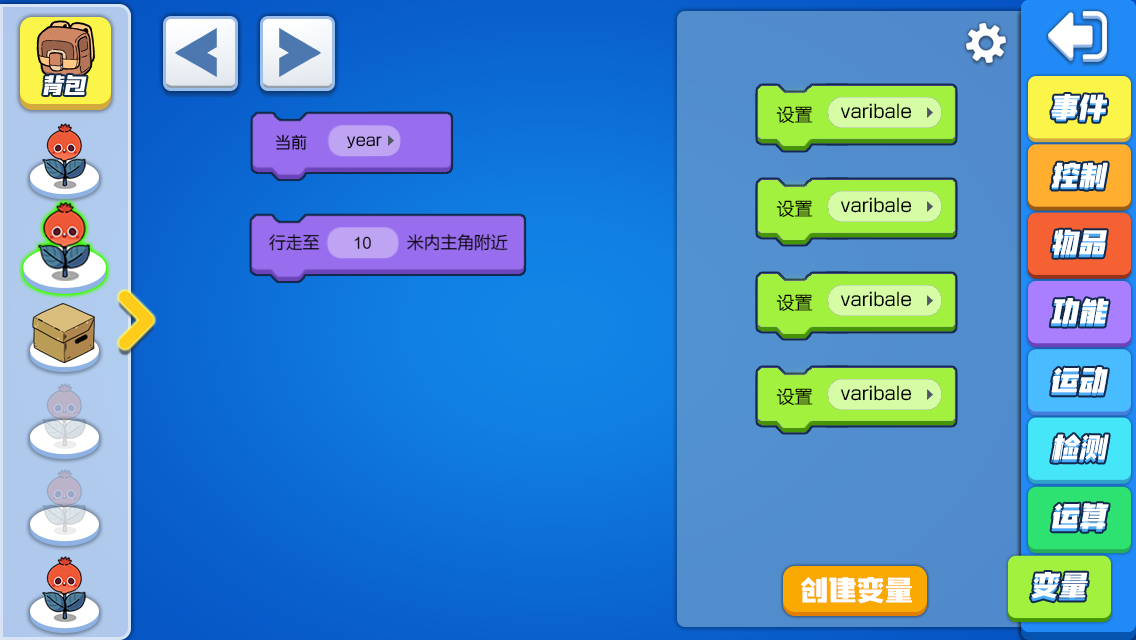 背包
当前 year
行走至 10 米内主角附近
设置 varibale
设置 varibale
设置 varibale
设置 varibale
创建变量
事件
控制
物品
功能
运动
检测
运算
变量